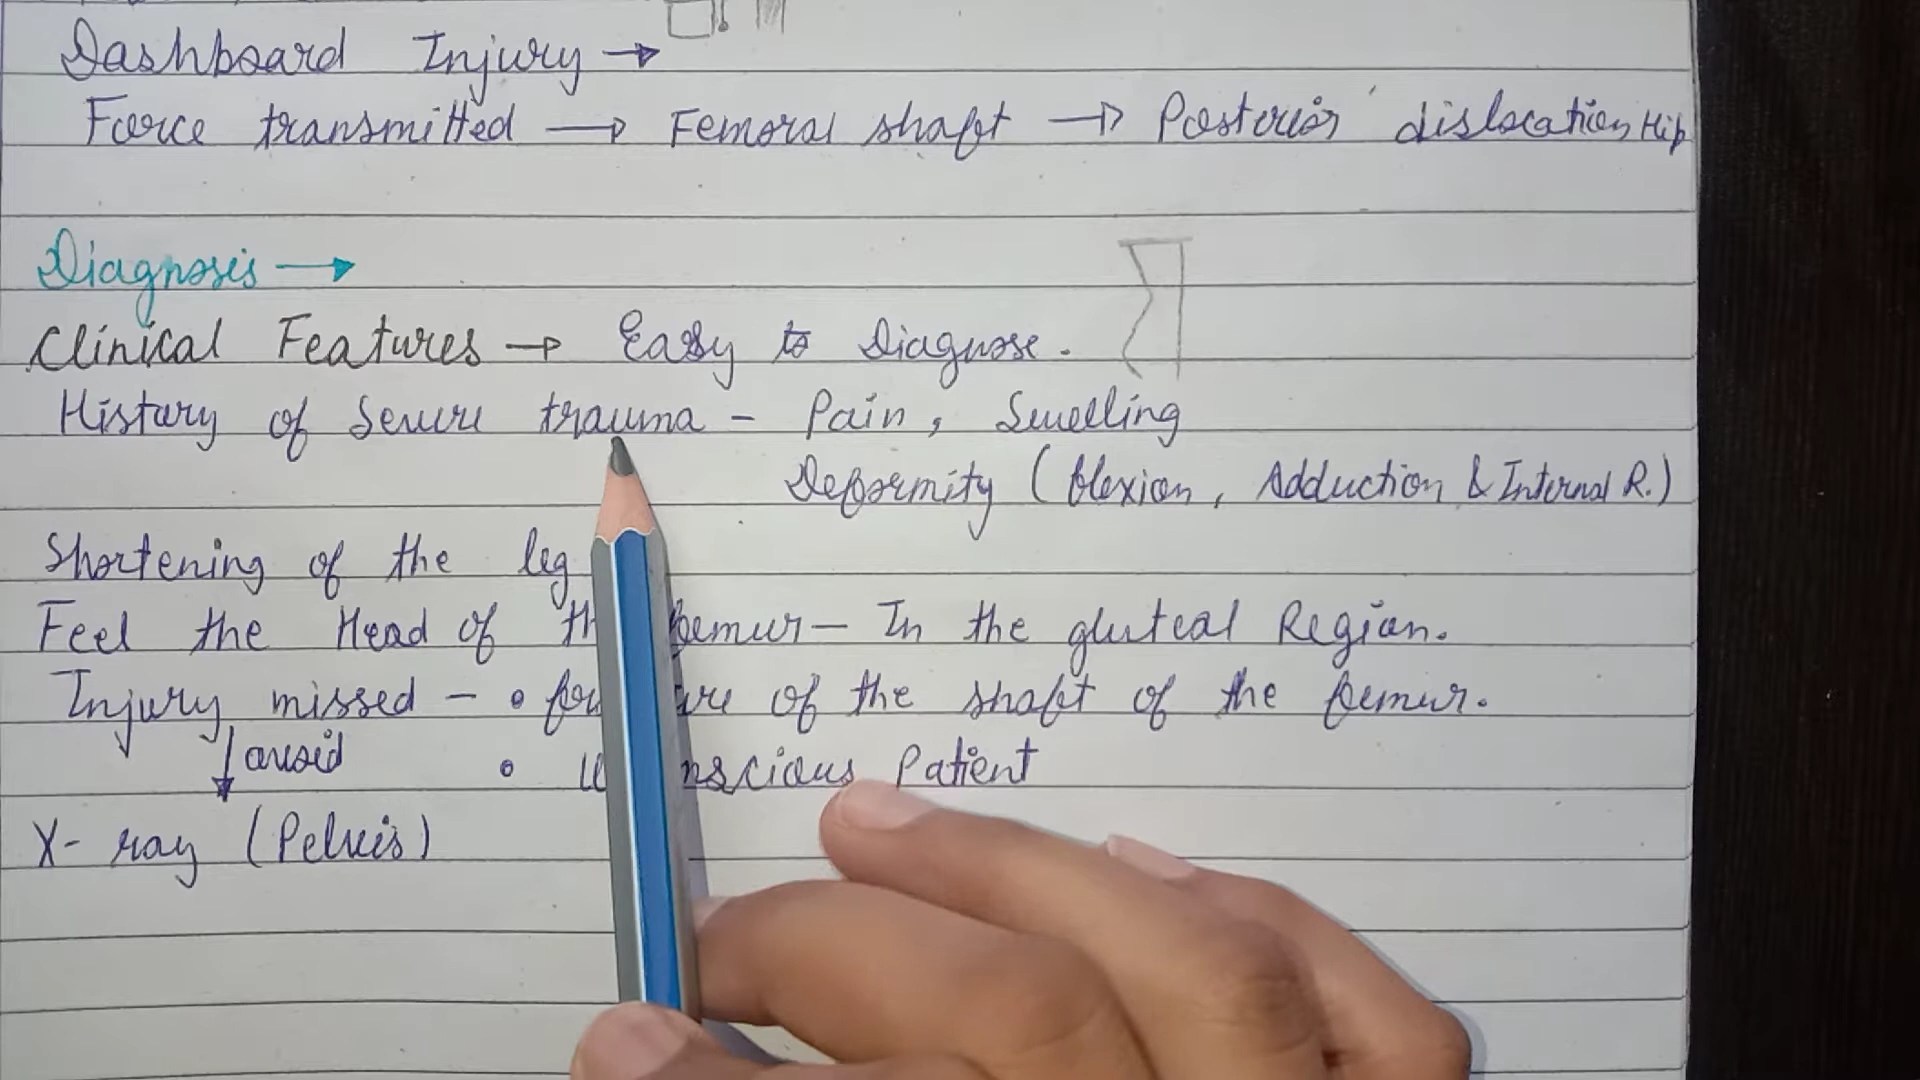 Dashboard Injury →
Force transmitted → Femoral shaft → Posterior dislocation Hip
Diagnosis →
Clinical Features → Easy to Diagnose.
History of Severe trauma - Pain, Swelling
Deformity (flexion, Adduction & Internal R.)
Shortening of the leg
Feel the Head of femur - In the gluteal Region.
Injury missed - • of the shaft of the femur.
↓ avoid • Patient
X-ray (Pelvis)